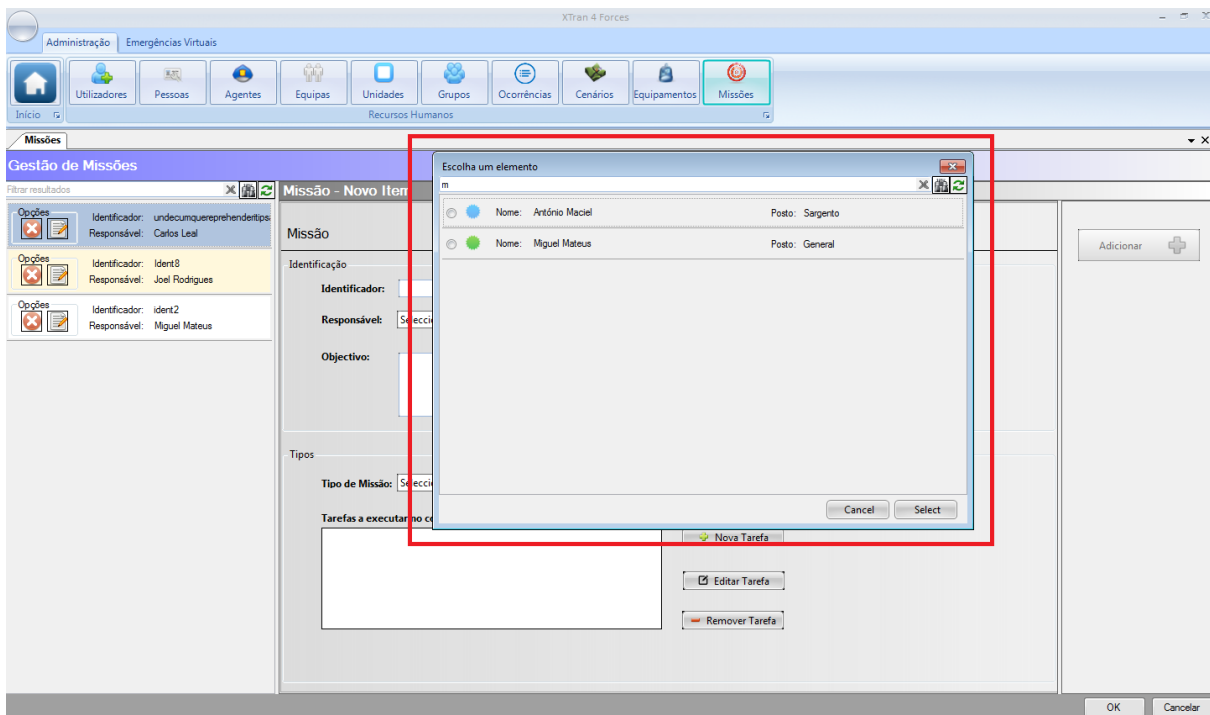 XTran 4 Forces
Administração Emergências Virtuais
Utilizadores Pessoas Agentes Equipas Unidades Grupos Ocorrências Cenários Equipamentos Missões
Início Recursos Humanos
Missões
Gestão de Missões
Filtrar resultados
Opções
Identificador: undecumquereprehenderitips
Responsável: Carlos Leal
Opções
Identificador: Ident8
Responsável: Joel Rodrigues
Opções
Identificador: ident2
Responsável: Miguel Mateus
Missão - Novo Item
Missão
Identificação
Identificador:
Responsável: Selecci
Objectivo:
Tipos
Tipo de Missão: Selecci
Tarefas a executar no c
Nova Tarefa
Editar Tarefa
Remover Tarefa
Escolha um elemento
m
Nome: António Maciel Posto: Sargento
Nome: Miguel Mateus Posto: General
Cancel Select
Adicionar
OK Cancelar